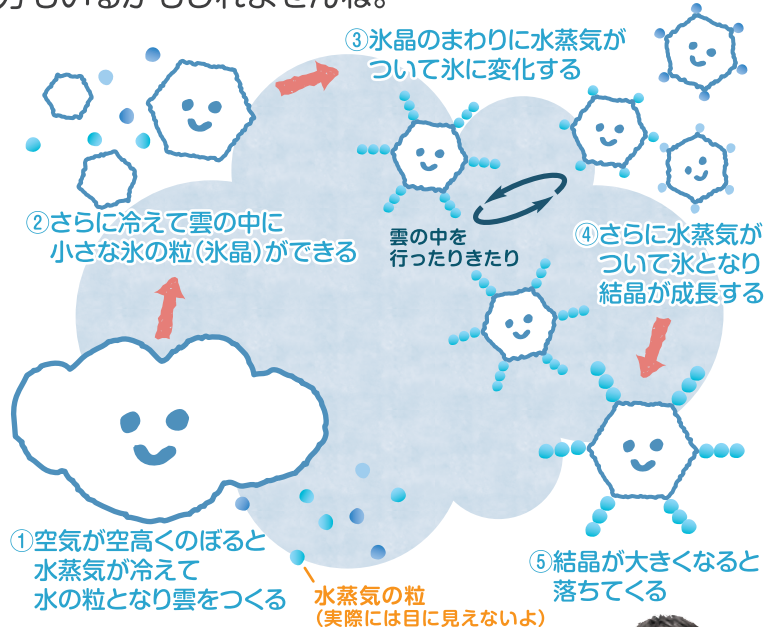 ③氷晶のまわりに水蒸気が
ついて氷に変化する
②さらに冷えて雲の中に
小さな氷の粒（氷晶）ができる
雲の中を
行ったりきたり
④さらに水蒸気が
ついて氷となり
結晶が成長する
①空気が空高くのぼると
水蒸気が冷えて
水の粒となり雲をつくる
水蒸気の粒
（実際には目に見えないよ）
⑤結晶が大きくなると
落ちてくる